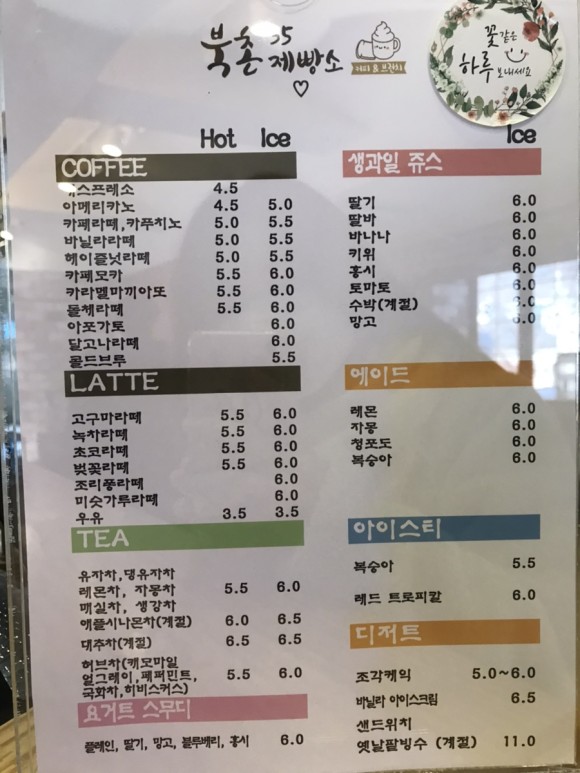 북촌35
제빵소
커피 & 브런치
꽃같은
하루
보내세요
Hot Ice
COFFEE
에스프레소 4.5
아메리카노 4.5 5.0
카페라떼,카푸치노 5.0 5.5
바닐라라떼 5.0 5.5
헤이즐넛라떼 5.0 5.5
카페모카 5.5 6.0
카라멜마끼아또 5.5 6.0
돌체라떼 5.5 6.0
아포가토 6.0
달고나라떼 6.0
콜드브루 5.5
LATTE
고구마라떼 5.5 6.0
녹차라떼 5.5 6.0
초코라떼 5.5 6.0
벚꽃라떼 5.5 6.0
조리퐁라떼 6.0
미숫가루라떼 6.0
우유 3.5 3.5
TEA
유자차,댕유자차
레몬차, 자몽차 5.5 6.0
매실차, 생강차
애플시나몬차(계절) 6.0 6.5
대추차(계절) 6.5 6.5
허브차(캐모마일
얼그레이,페퍼민트, 5.5 6.0
국화차,히비스커스)
요거트 스무디
플레인, 딸기, 망고, 블루베리, 홍시 6.0
Ice
생과일 쥬스
딸기 6.0
딸바 6.0
바나나 6.0
키위 6.0
홍시 6.0
토마토 6.0
수박(계절) 6.0
망고 6.0
에이드
레몬 6.0
자몽 6.0
청포도 6.0
복숭아 6.0
아이스티
복숭아 5.5
레드 트로피칼 6.0
디저트
조각케익 5.0~6.0
바닐라 아이스크림 6.5
샌드위치
옛날팥빙수 (계절) 11.0